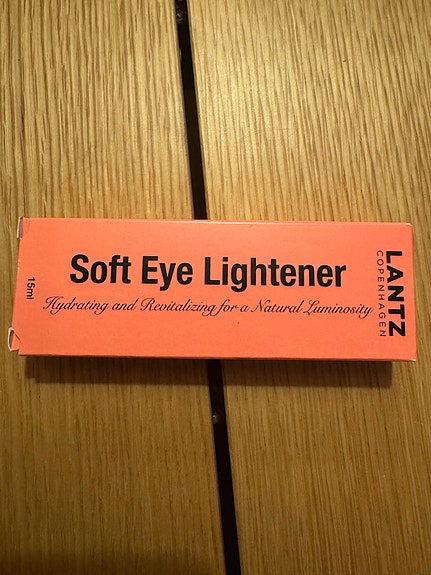 Soft Eye Lightener
Hydrating and Revitalizing for a Natural Luminosity
15ml
LANTZ
COPENHAGEN